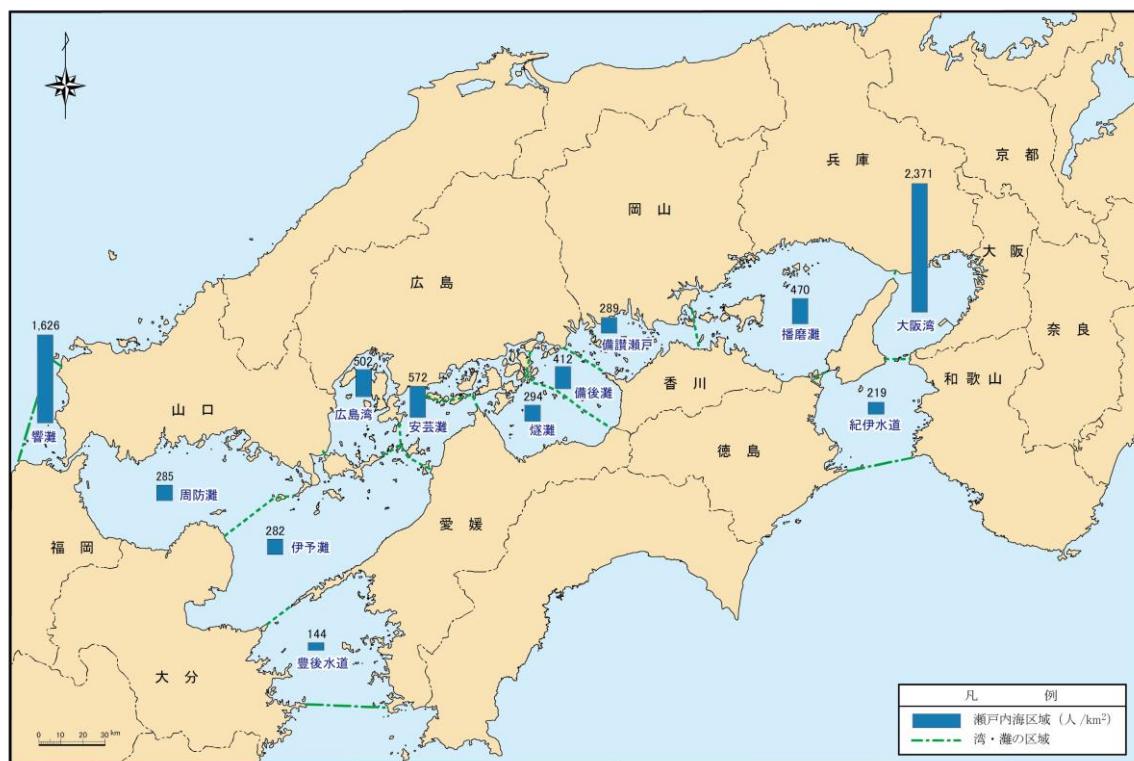 京 都
兵 庫
2,371
岡 山
大 阪
広 島
470
289
播磨灘
大阪湾
奈 良
1,626
備讃瀬戸
412
502
572
備後灘
香 川
和 歌 山
山 口
294
219
広島湾
安芸灘
燧灘
紀伊水道
響灘
徳 島
285
周防灘
愛 媛
282
伊予灘
福 岡
144
豊後水道
大 分
凡 例
瀬戸内海区域(人/km²)
湾・灘の区域
0 10 20 30 km